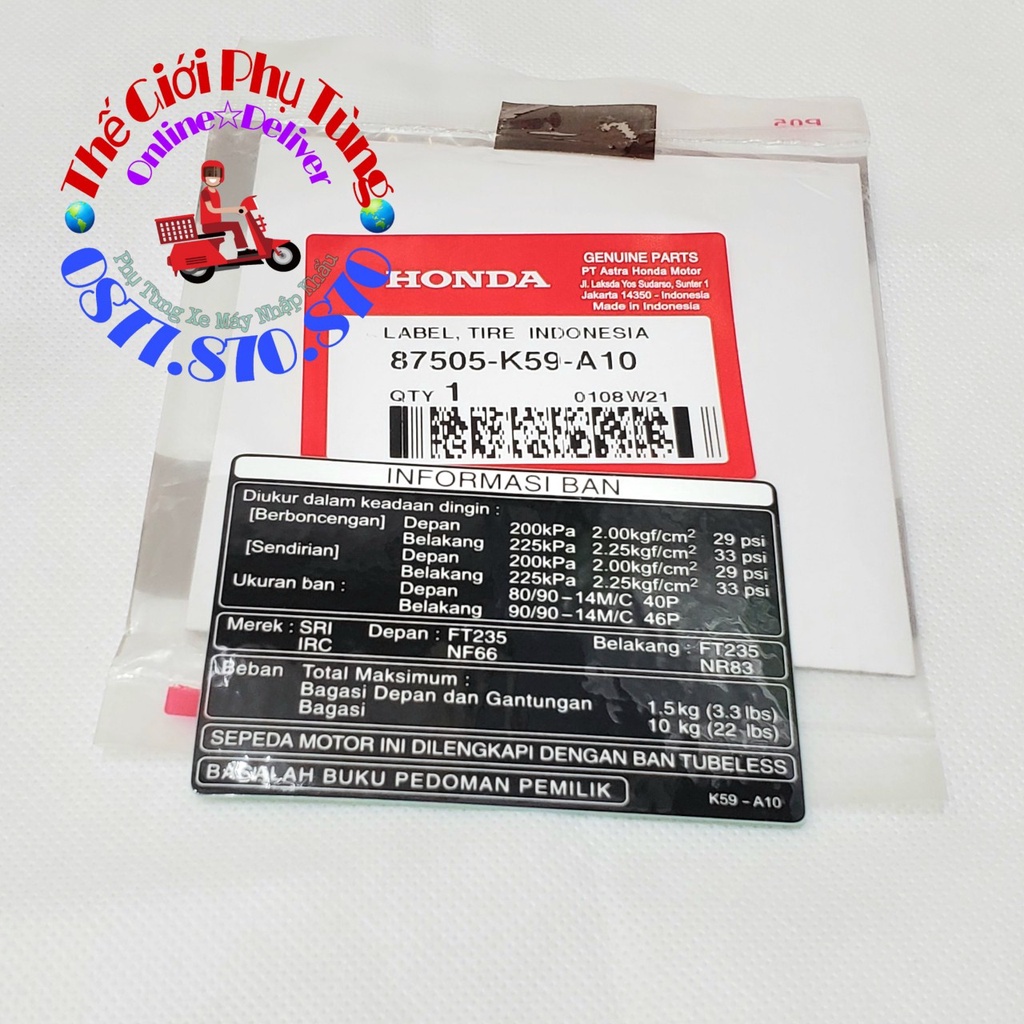 Thế Giới Phụ Tùng
Online☆Deliver
Phụ Tùng Xe Máy Nhập Khẩu
0877.870.870
P05
HONDA
GENUINE PARTS
PT Astra Honda Motor
Jl. Laksda Yos Sudarso, Sunter 1
Jakarta 14350 - Indonesia
Made in Indonesia
LABEL, TIRE INDONESIA
87505-K59-A10
QTY 1 0108W21
INFORMASI BAN
Diukur dalam keadaan dingin :
[Berboncengan] Depan 200kPa 2.00kgf/cm² 29 psi
Belakang 225kPa 2.25kgf/cm² 33 psi
[Sendirian] Depan 200kPa 2.00kgf/cm² 29 psi
Belakang 225kPa 2.25kgf/cm² 33 psi
Ukuran ban : Depan 80/90-14M/C 40P
Belakang 90/90-14M/C 46P
Merek : SRI Depan : FT235 Belakang : FT235
IRC NF66 NR83
Beban Total Maksimum :
Bagasi Depan dan Gantungan 1.5kg (3.3 lbs)
Bagasi 10 kg (22 lbs)
SEPEDA MOTOR INI DILENGKAPI DENGAN BAN TUBELESS
BACALAH BUKU PEDOMAN PEMILIK
K59-A10